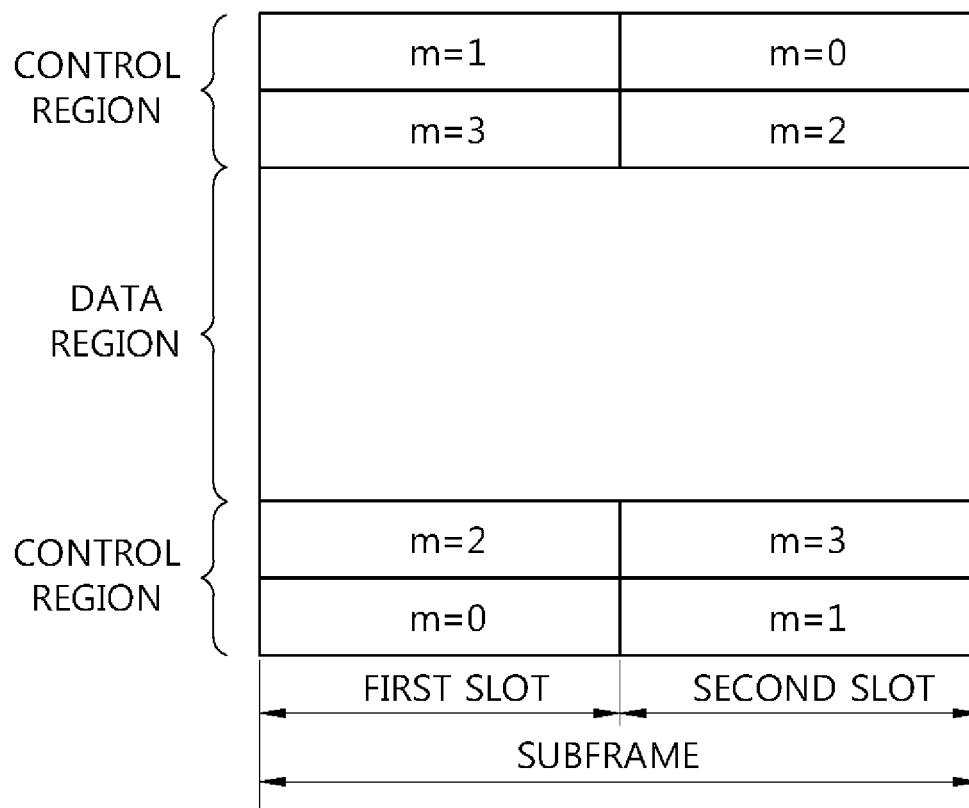 CONTROL
REGION
m=1
m=0
m=3
m=2
DATA
REGION
CONTROL
REGION
m=2
m=3
m=0
m=1
FIRST SLOT
SECOND SLOT
SUBFRAME